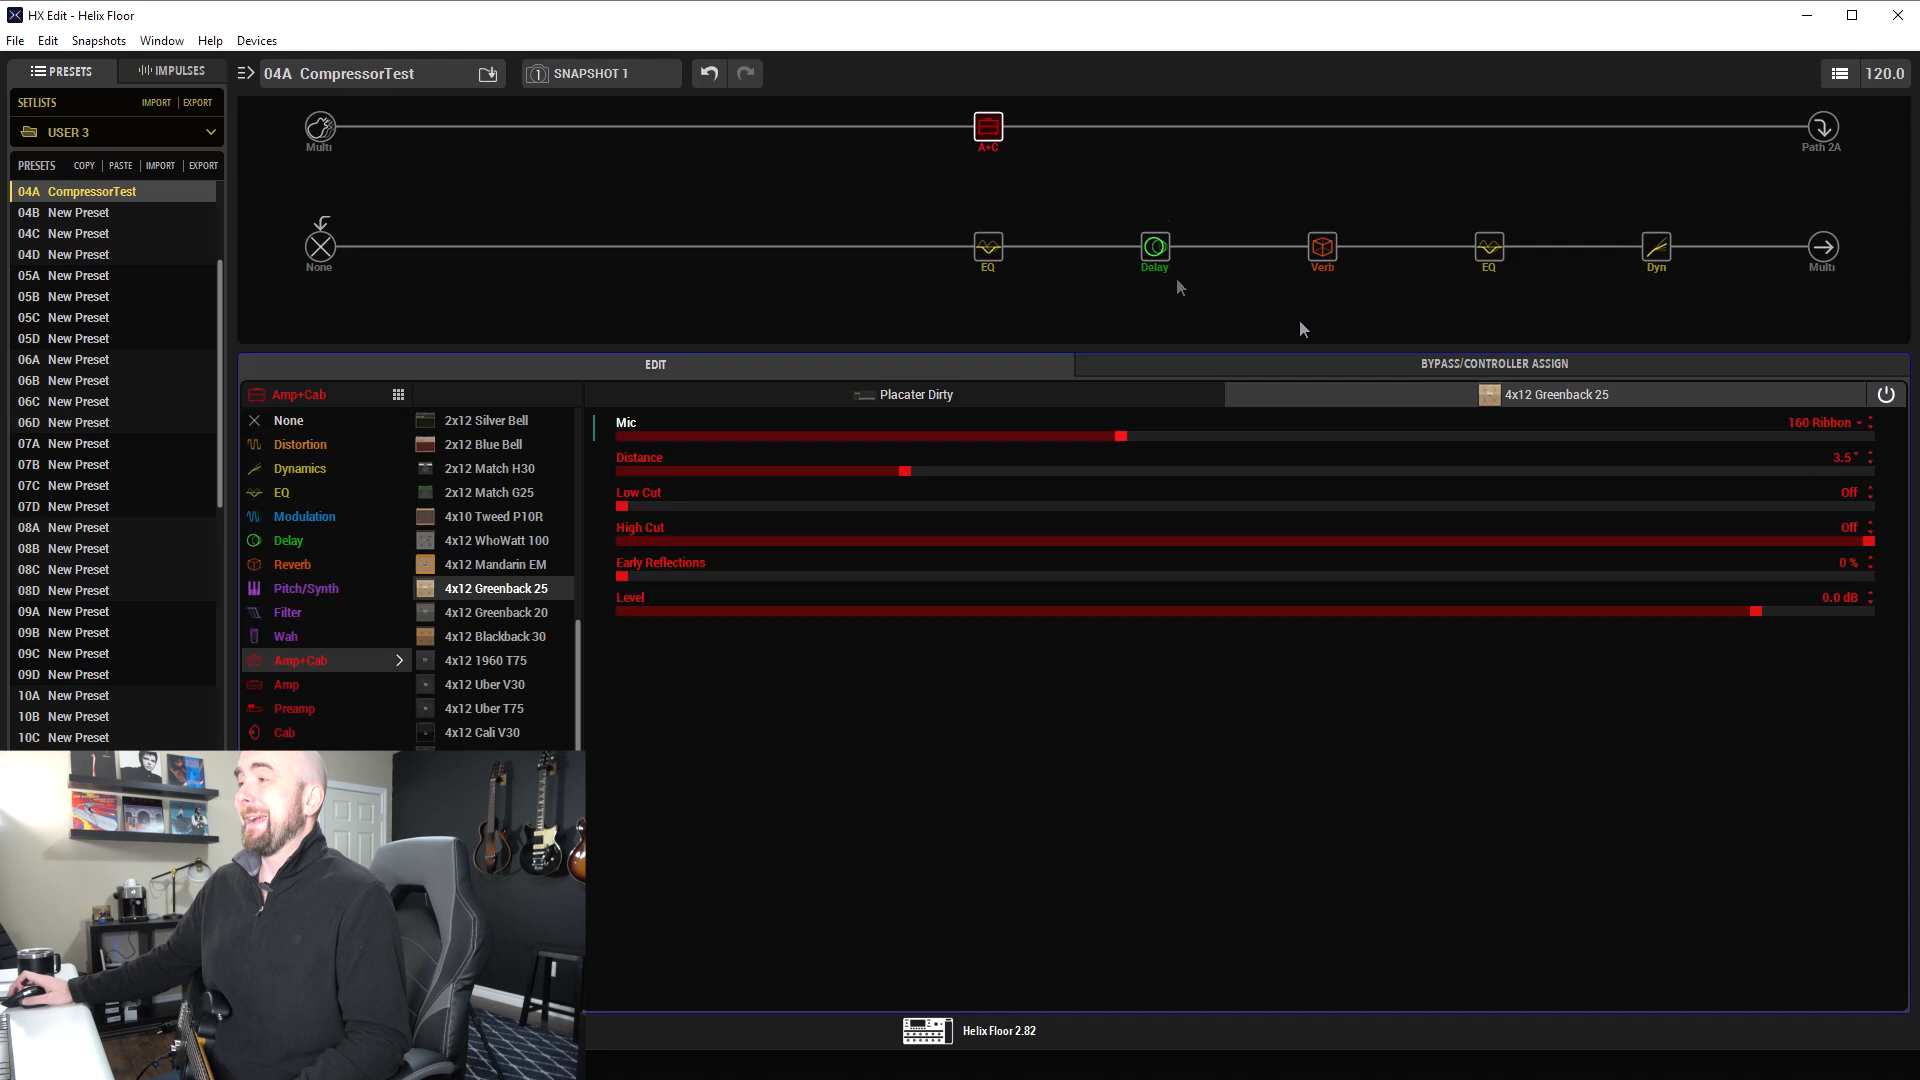 HX Edit - Helix Floor
File Edit Snapshots Window Help Devices
PRESETS IMPULSES
04A CompressorTest
1 SNAPSHOT 1
120.0
SETLISTS IMPORT | EXPORT
USER 3
PRESETS COPY | PASTE | IMPORT | EXPORT
04A CompressorTest
04B New Preset
04C New Preset
04D New Preset
05A New Preset
05B New Preset
05C New Preset
05D New Preset
06A New Preset
06B New Preset
06C New Preset
06D New Preset
07A New Preset
07B New Preset
07C New Preset
07D New Preset
08A New Preset
08B New Preset
08C New Preset
08D New Preset
09A New Preset
09B New Preset
09C New Preset
09D New Preset
10A New Preset
10B New Preset
10C New Preset
Multi
A+C
Path 2A
None
EQ
Delay
Verb
EQ
Dyn
Multi
EDIT
BYPASS/CONTROLLER ASSIGN
Amp+Cab
Placater Dirty
4x12 Greenback 25
None
Distortion
Dynamics
EQ
Modulation
Delay
Reverb
Pitch/Synth
Filter
Wah
Amp+Cab
Amp
Preamp
Cab
2x12 Silver Bell
2x12 Blue Bell
2x12 Match H30
2x12 Match G25
4x10 Tweed P10R
4x12 WhoWatt 100
4x12 Mandarin EM
4x12 Greenback 25
4x12 Greenback 20
4x12 Blackback 30
4x12 1960 T75
4x12 Uber V30
4x12 Uber T75
4x12 Cali V30
Mic 160 Ribbon
Distance 3.5 "
Low Cut Off
High Cut Off
Early Reflections 0 %
Level 0.0 dB
Helix Floor 2.82